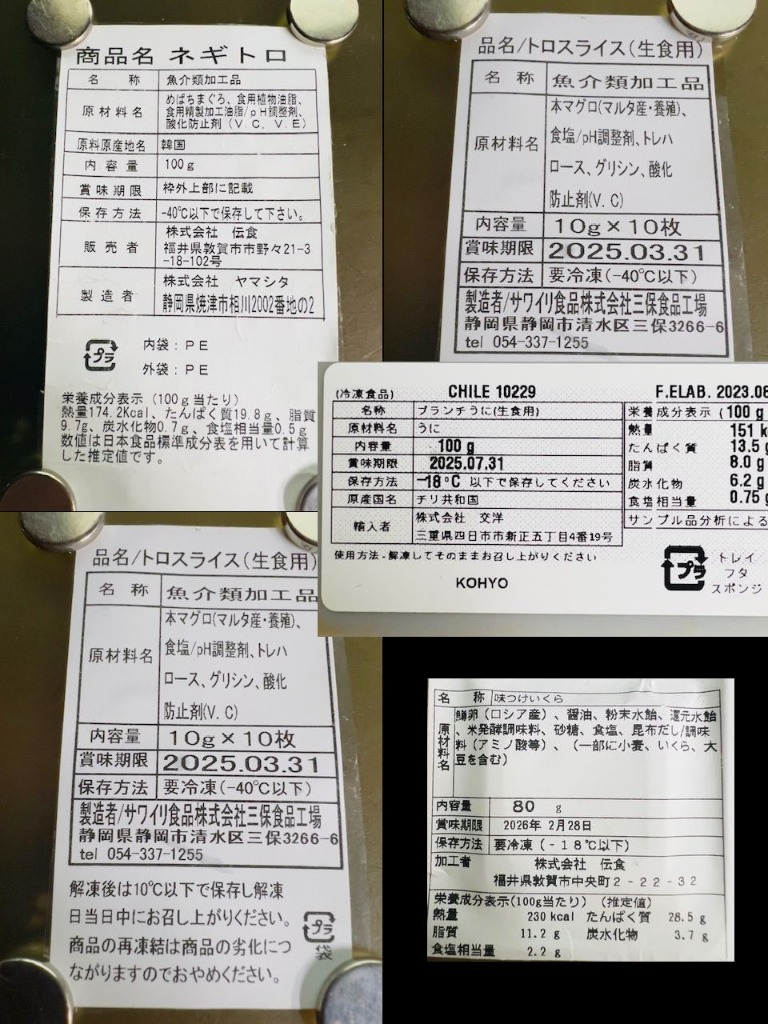 商品名 ネギトロ
名 称 魚介類加工品
原材料名 めばちまぐろ、食用植物油脂、
食用精製加工油脂/pH調整剤、
酸化防止剤(V.C, V.E)
原料原産地名 韓国
内容量 100g
賞味期限 枠外上部に記載
保存方法 -40℃以下で保存して下さい。
販売者 株式会社 伝食
福井県敦賀市市野々21-3
-18-102号
製造者 株式会社 ヤマシタ
静岡県焼津市相川2002番地の2
プラ
内袋:PE
外袋:PE
栄養成分表示(100g当たり)
熱量174.2Kcal、たんぱく質19.8g、脂質
9.7g、炭水化物0.7g、食塩相当量0.5g
数値は日本食品標準成分表を用いて計算
した推定値です。
品名/トロスライス(生食用)
名 称 魚介類加工品
原材料名 本マグロ(マルタ産・養殖)、
食塩/pH調整剤、トレハ
ロース、グリシン、酸化
防止剤(V.C)
内容量 10g×10枚
賞味期限 2025.03.31
保存方法 要冷凍(-40℃以下)
製造者/サワイリ食品株式会社三保食品工場
静岡県静岡市清水区三保3266-6
tel 054-337-1255
(冷凍食品) CHILE 10229 F.ELAB. 2023.08
名称 ブランチうに(生食用)
原材料名 うに
内容量 100 g
賞味期限 2025.07.31
保存方法 -18℃ 以下で保存してください
原産国名 チリ共和国
輸入者 株式会社 交洋
三重県四日市市新正五丁目4番19号
栄養成分表示(100 g
熱量 151 k
たんぱく質 13.5 g
脂質 8.0 g
炭水化物 6.2 g
食塩相当量 0.75 g
サンプル品分析による
使用方法-解凍してそのままお召し上がりください
KOHYO
プラ
トレイ
フタ
スポンジ
品名/トロスライス(生食用)
名 称 魚介類加工品
原材料名 本マグロ(マルタ産・養殖)、
食塩/pH調整剤、トレハ
ロース、グリシン、酸化
防止剤(V.C)
内容量 10g×10枚
賞味期限 2025.03.31
保存方法 要冷凍(-40℃以下)
製造者/サワイリ食品株式会社三保食品工場
静岡県静岡市清水区三保3266-6
tel 054-337-1255
解凍後は10℃以下で保存し解凍
日当日中にお召し上がりください。
商品の再凍結は商品の劣化につ
ながりますのでおやめください。
プラ
袋
名 称 味つけいくら
原材料名 鱒卵(ロシア産)、醤油、粉末水飴、還元水飴
、米発酵調味料、砂糖、食塩、昆布だし/調味
料(アミノ酸等)、(一部に小麦、いくら、大
豆を含む)
内容量 80 g
賞味期限 2026年 2月28日
保存方法 要冷凍(-18℃以下)
加工者 株式会社 伝食
福井県敦賀市中央町2-22-32
栄養成分表示(100g当たり)(推定値)
熱量 230 kcal たんぱく質 28.5 g
脂質 11.2 g 炭水化物 3.7 g
食塩相当量 2.2 g